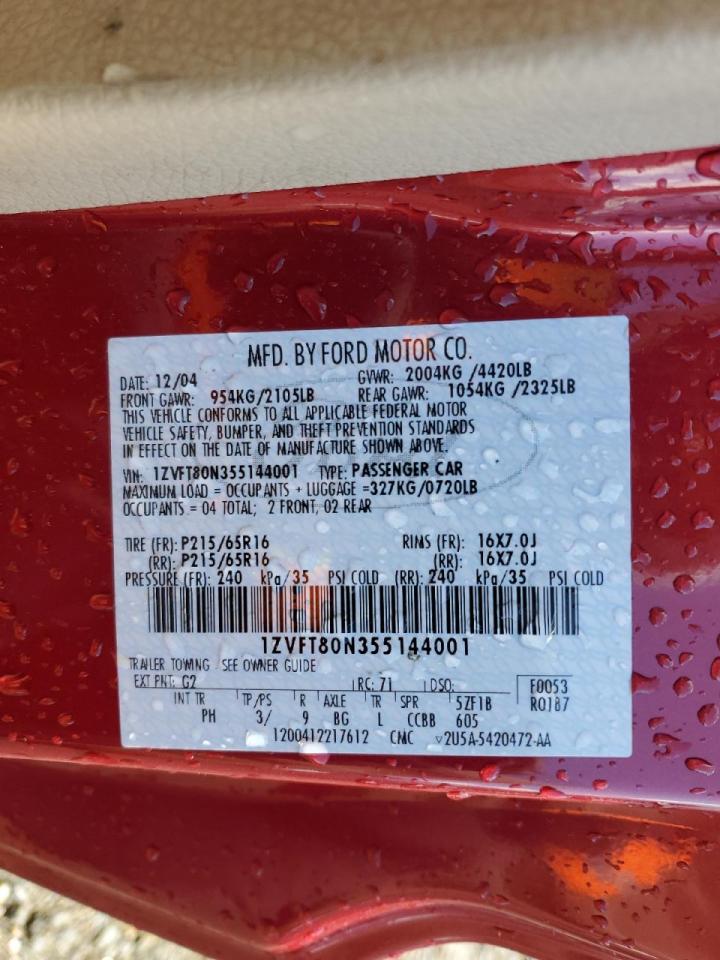 MFD. BY FORD MOTOR CO.
DATE: 12/04 GVWR: 2004KG /4420LB
FRONT GAWR: 954KG/2105LB REAR GAWR: 1054KG /2325LB
THIS VEHICLE CONFORMS TO ALL APPLICABLE FEDERAL MOTOR
VEHICLE SAFETY, BUMPER, AND THEFT PREVENTION STANDARDS
IN EFFECT ON THE DATE OF MANUFACTURE SHOWN ABOVE.
VIN: 1ZVFT80N355144001 TYPE: PASSENGER CAR
MAXIMUM LOAD = OCCUPANTS + LUGGAGE =327KG/0720LB
OCCUPANTS = 04 TOTAL; 2 FRONT, 02 REAR
TIRE (FR): P215/65R16 RINS (FR): 16X7.0J
(RR): P215/65R16 (RR): 16X7.0J
PRESSURE (FR): 240 kPa/35 PSI COLD (RR): 240 kPa/35 PSI COLD
1ZVFT80N355144001
TRAILER TOWING - SEE OWNER GUIDE
EXT PNT: G2 RC: 71 DSO: F0053
INT TR TP/PS R AXLE TR SPR 5ZF1B R0187
PH 3/ 9 BG L CCBB 605
1200412217612 CMC ▽2U5A-5420472-AA